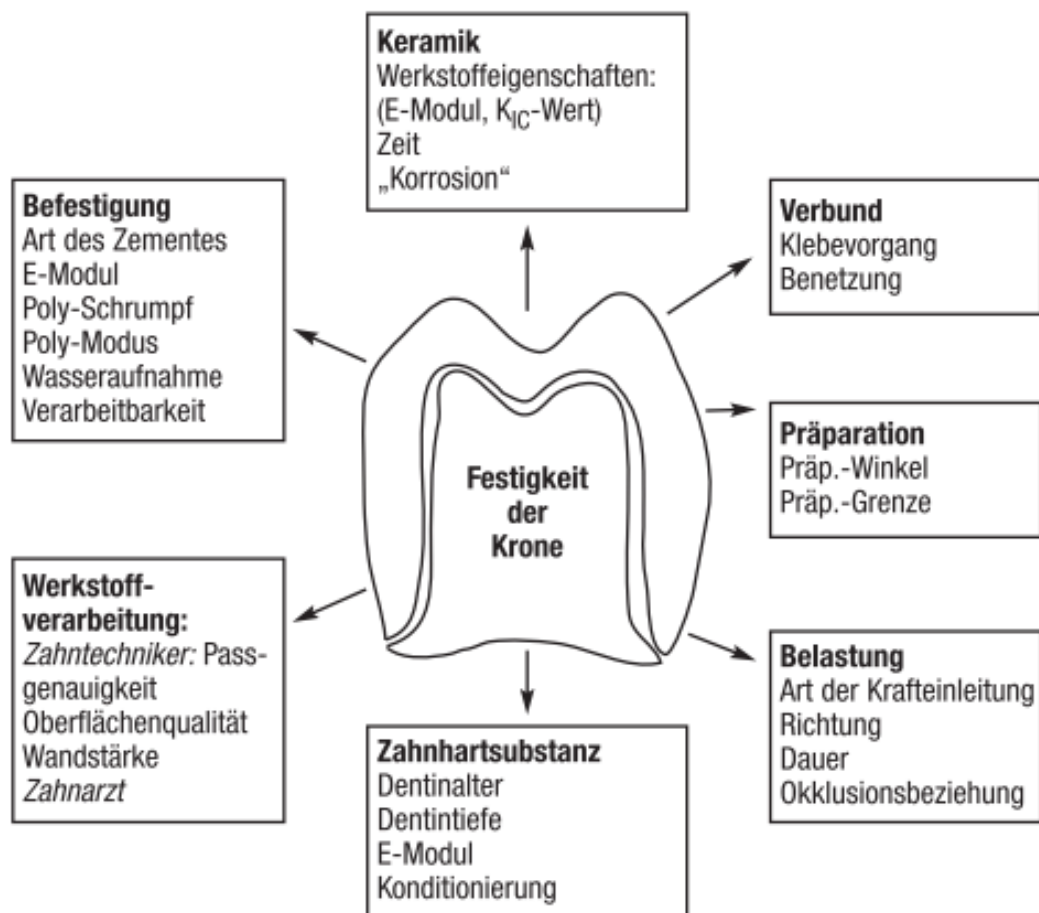 Keramik
Werkstoffeigenschaften:
(E-Modul, K_IC-Wert)
Zeit
„Korrosion“
Befestigung
Art des Zementes
E-Modul
Poly-Schrumpf
Poly-Modus
Wasseraufnahme
Verarbeitbarkeit
Verbund
Klebevorgang
Benetzung
Präparation
Präp.-Winkel
Präp.-Grenze
Festigkeit
der
Krone
Werkstoff-
verarbeitung:
Zahntechniker: Pass-
genauigkeit
Oberflächenqualität
Wandstärke
Zahnarzt
Belastung
Art der Krafteinleitung
Richtung
Dauer
Okklusionsbeziehung
Zahnhartsubstanz
Dentinalter
Dentintiefe
E-Modul
Konditionierung